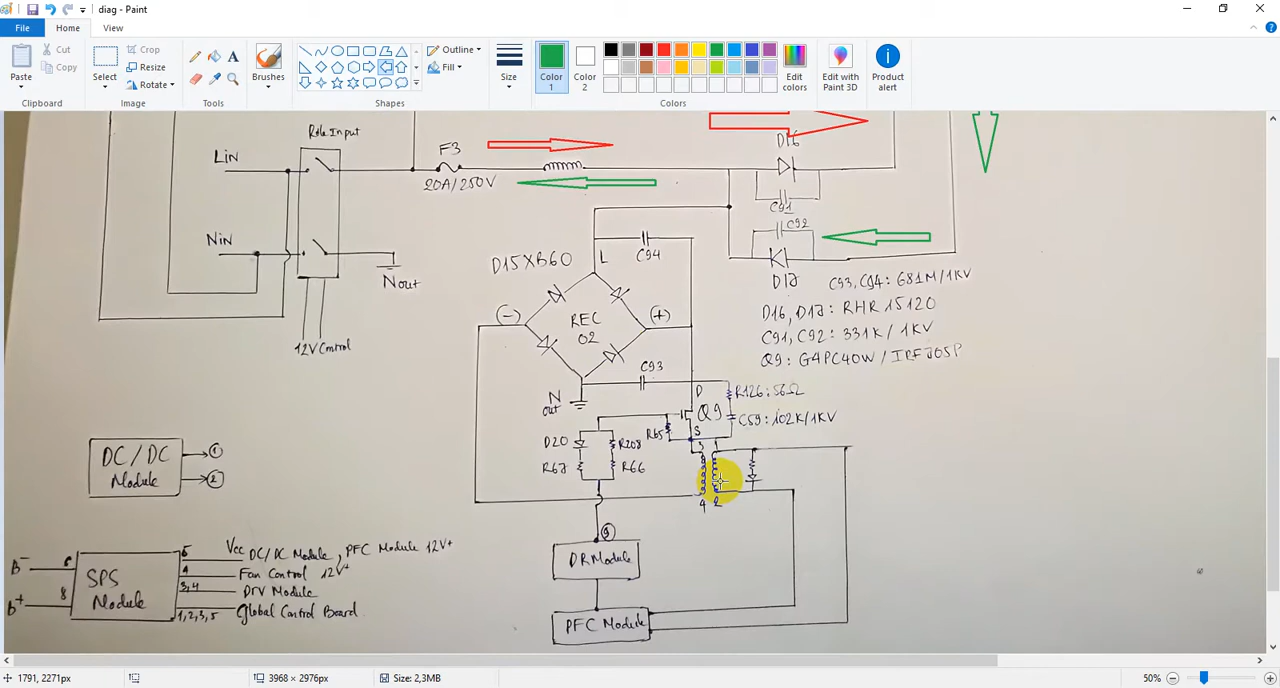 diag - Paint
File
Home
View
Paste
Cut
Copy
Clipboard
Select
Crop
Resize
Rotate
Image
A
Tools
Brushes
Outline
Fill
Shapes
Size
Color 1
Color 2
Edit colors
Colors
Edit with Paint 3D
Product alert
Lin
Nin
Nout
12V Control
F3
20A/250V
D16
C91
C92
D17
C93, C94: 681M/1KV
D16, D17: RHR 15120
C91, C92: 331K/1KV
Q9: G4PC40W / IRFJ05P
D15XB60
L
C94
(-)
(+)
REC
02
C93
N
out
D
R126: 56Ω
Q9
C59: 102K/1KV
S
R65
D20
R208
R67
R66
3
1
4
2
9
DR Module
PFC Module
DC/DC
Module
1
2
B-
6
B+
8
SPS
Module
5
Vcc DC/DC Module, PFC Module 12V+
Fan Control 12V+
3,4
DrV Module
1,2,3,5
Global Control Board
1791, 2271px
3968 × 2976px
Size: 2,3MB
50%